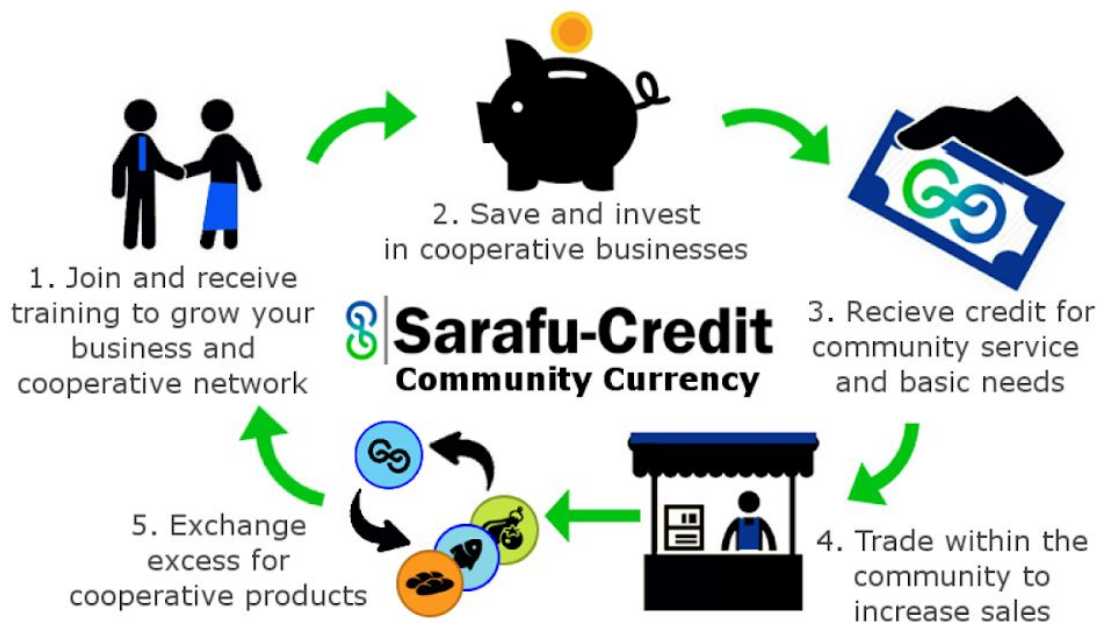 1. Join and receive
training to grow your
business and
cooperative network
2. Save and invest
in cooperative businesses
3. Recieve credit for
community service
and basic needs
Sarafu-Credit
Community Currency
4. Trade within the
community to
increase sales
5. Exchange
excess for
cooperative products